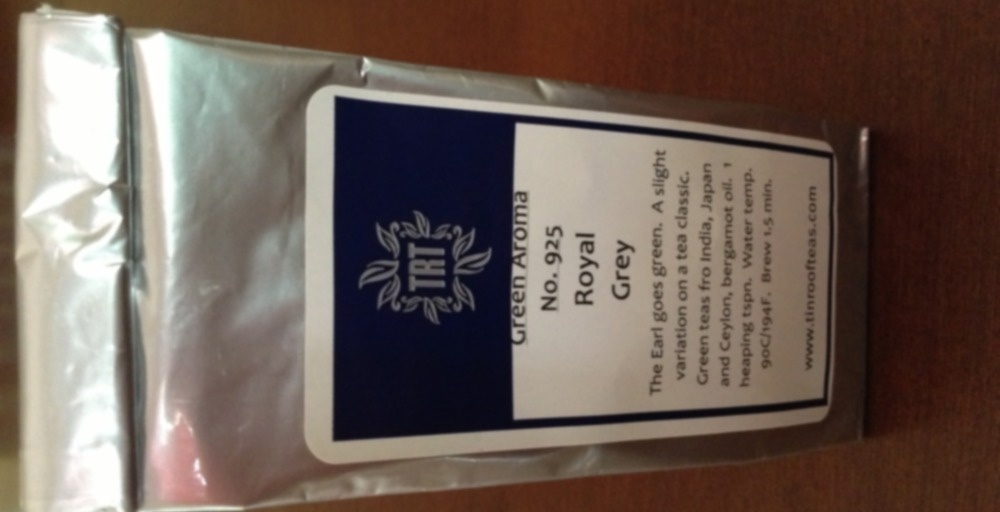 TRT
Green Aroma
No. 925
Royal
Grey
The Earl goes green. A slight
variation on a tea classic.
Green teas fro India, Japan
and Ceylon, bergamot oil. 1
heaping tspn. Water temp.
90C/194F. Brew 1.5 min.
www.tinroofteas.com